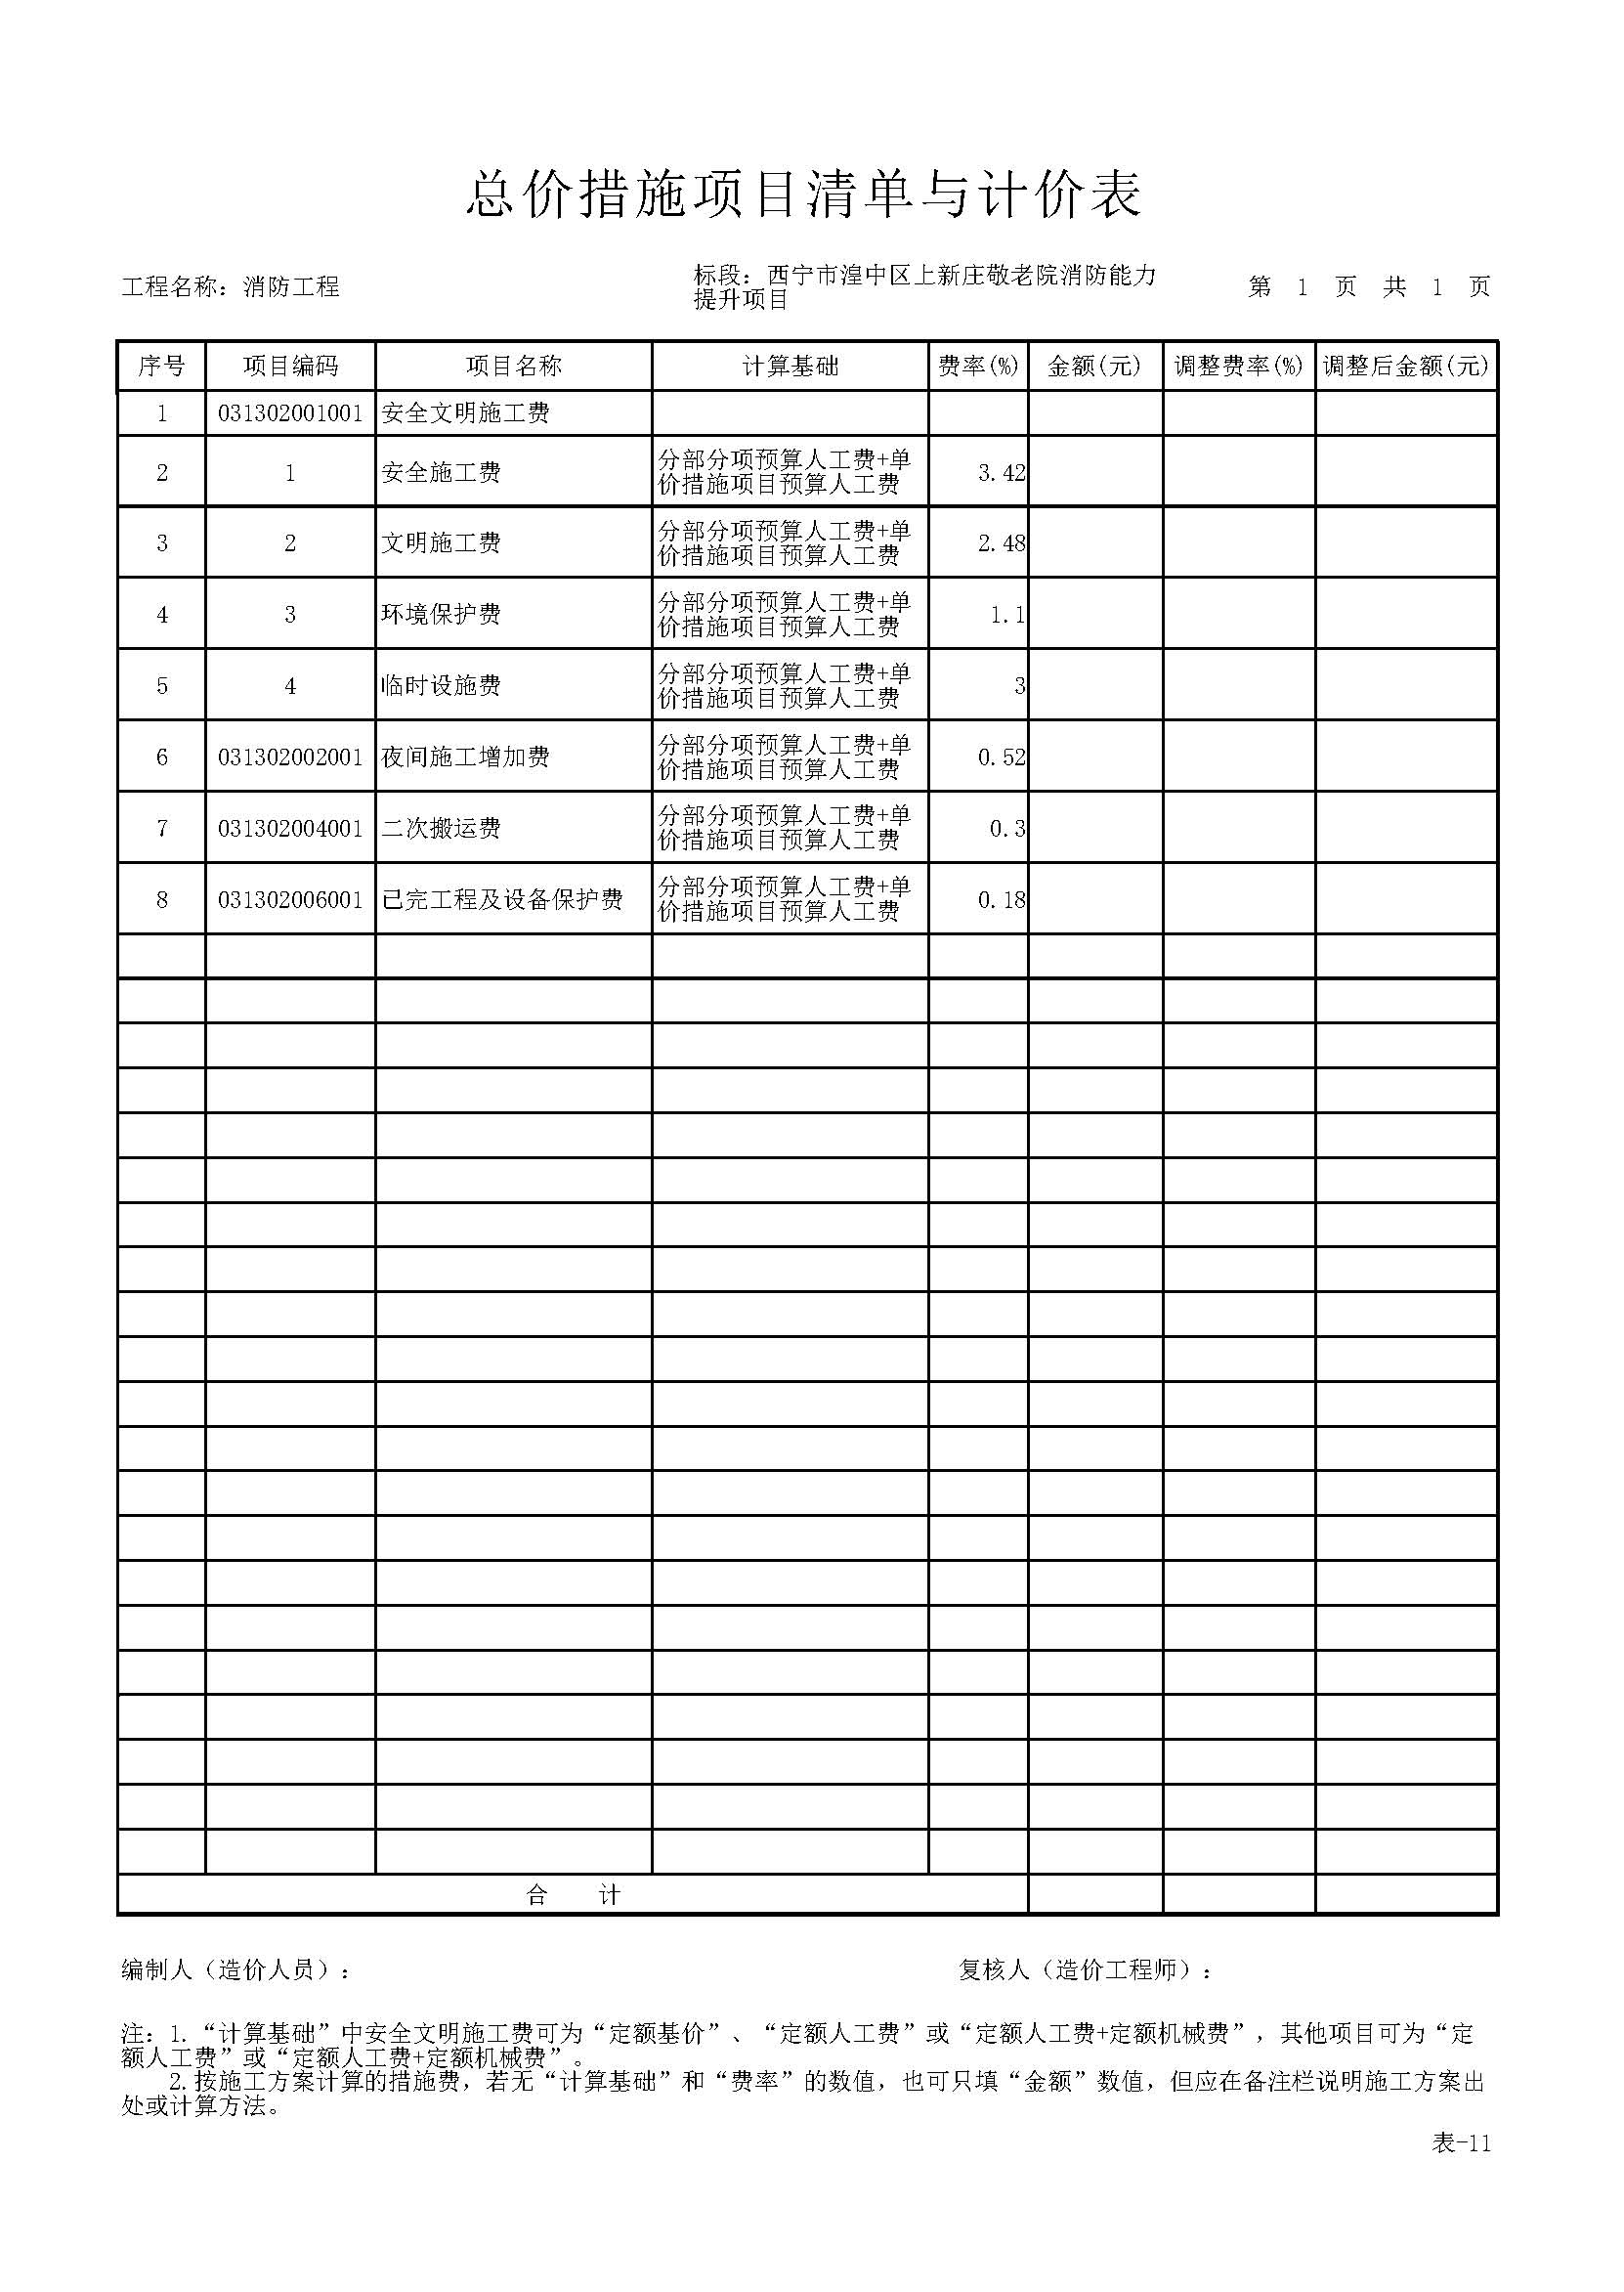 总价措施项目清单与计价表
工程名称：消防工程
标段：西宁市湟中区上新庄敬老院消防能力
提升项目
第 1 页 共 1 页
序号 项目编码 项目名称 计算基础 费率(%) 金额(元) 调整费率(%) 调整后金额(元)
1 031302001001 安全文明施工费
2 1 安全施工费 分部分项预算人工费+单
价措施项目预算人工费 3.42
3 2 文明施工费 分部分项预算人工费+单
价措施项目预算人工费 2.48
4 3 环境保护费 分部分项预算人工费+单
价措施项目预算人工费 1.1
5 4 临时设施费 分部分项预算人工费+单
价措施项目预算人工费 3
6 031302002001 夜间施工增加费 分部分项预算人工费+单
价措施项目预算人工费 0.52
7 031302004001 二次搬运费 分部分项预算人工费+单
价措施项目预算人工费 0.3
8 031302006001 已完工程及设备保护费 分部分项预算人工费+单
价措施项目预算人工费 0.18
合 计
编制人（造价人员）： 复核人（造价工程师）：
注：1.“计算基础”中安全文明施工费可为“定额基价”、“定额人工费”或“定额人工费+定额机械费”，其他项目可为“定
额人工费”或“定额人工费+定额机械费”。
2.按施工方案计算的措施费，若无“计算基础”和“费率”的数值，也可只填“金额”数值，但应在备注栏说明施工方案出
处或计算方法。
表-11